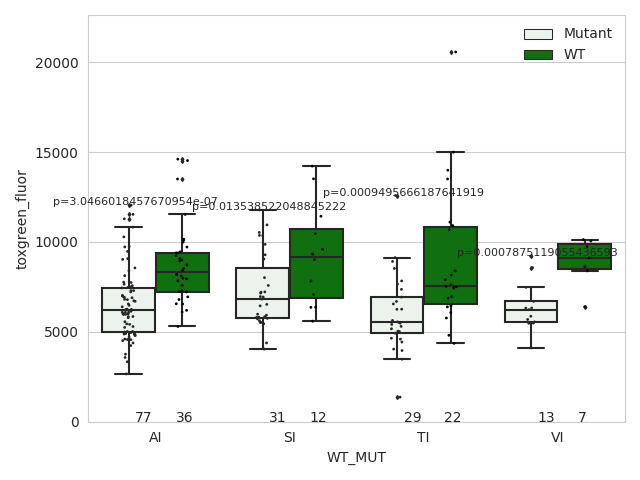 Mutant
WT
20000
15000
10000
5000
0
toxgreen_fluor
p=3.0466018457670954e-07
p=0.013538522048845222
p=0.0009495666187641919
p=0.0007875119055436593
77 36 31 12 29 22 13 7
AI SI TI VI
WT_MUT